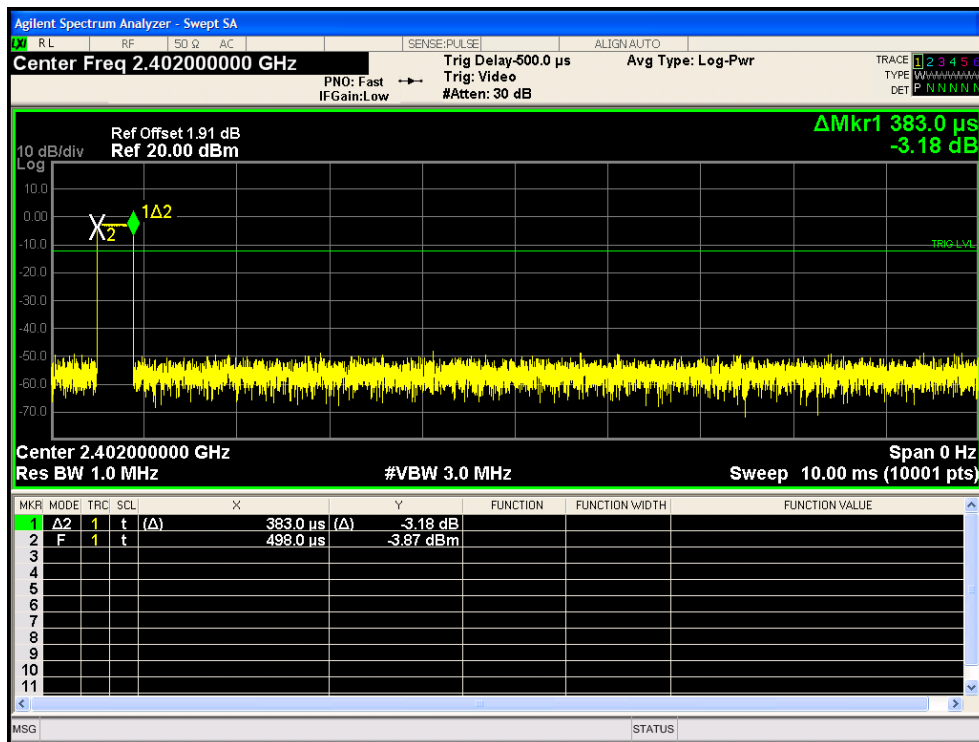 Agilent Spectrum Analyzer - Swept SA
LXI RL RF 50 Ω AC SENSE:PULSE ALIGN AUTO
Center Freq 2.402000000 GHz
PNO: Fast
IFGain:Low
Trig Delay-500.0 µs
Trig: Video
#Atten: 30 dB
Avg Type: Log-Pwr
TRACE 1 2 3 4 5 6
TYPE WWWWWW
DET P N N N N N
ΔMkr1 383.0 µs
-3.18 dB
Ref Offset 1.91 dB
10 dB/div Ref 20.00 dBm
Log
10.0
0.00
-10.0
-20.0
-30.0
-40.0
-50.0
-60.0
-70.0
1Δ2
2
TRIG LVL
Center 2.402000000 GHz Span 0 Hz
Res BW 1.0 MHz #VBW 3.0 MHz Sweep 10.00 ms (10001 pts)
MKR MODE TRC SCL X Y FUNCTION FUNCTION WIDTH FUNCTION VALUE
1 Δ2 1 t (Δ) 383.0 µs (Δ) -3.18 dB
2 F 1 t 498.0 µs -3.87 dBm
3
4
5
6
7
8
9
10
11
MSG STATUS